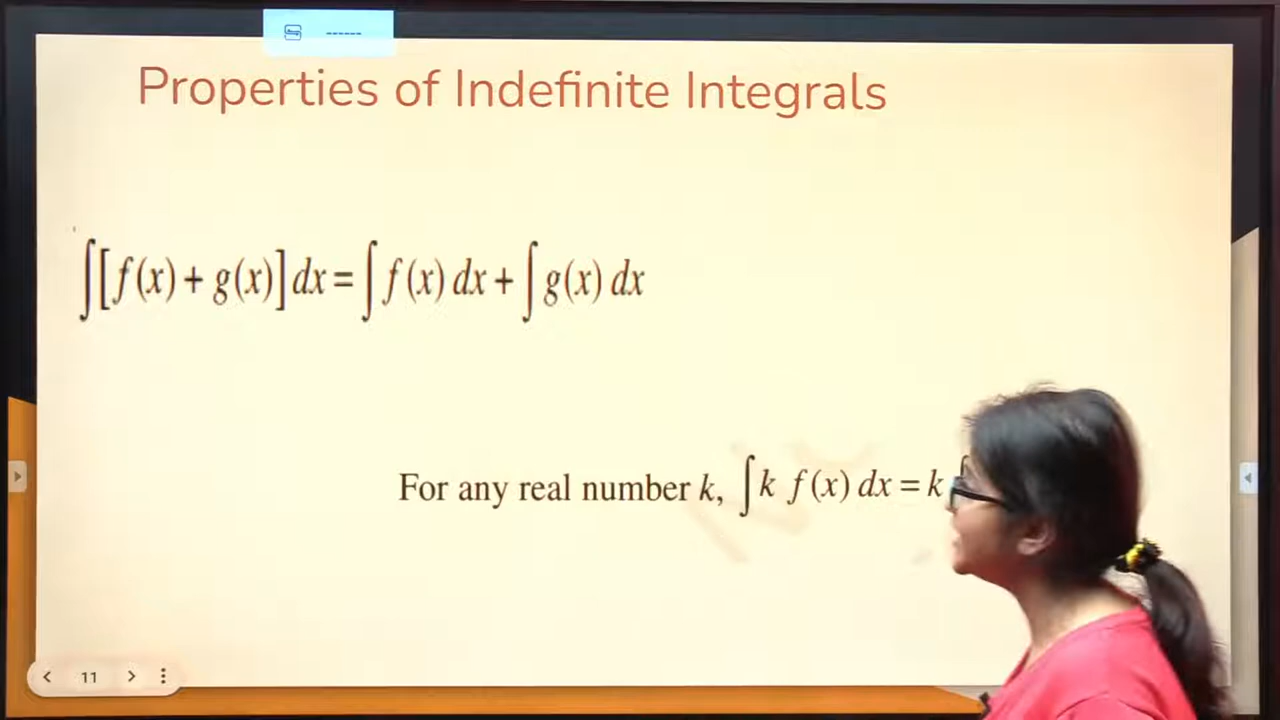 Properties of Indefinite Integrals
∫[f(x) + g(x)] dx = ∫ f(x) dx + ∫ g(x) dx
For any real number k, ∫ k f(x) dx = k
11